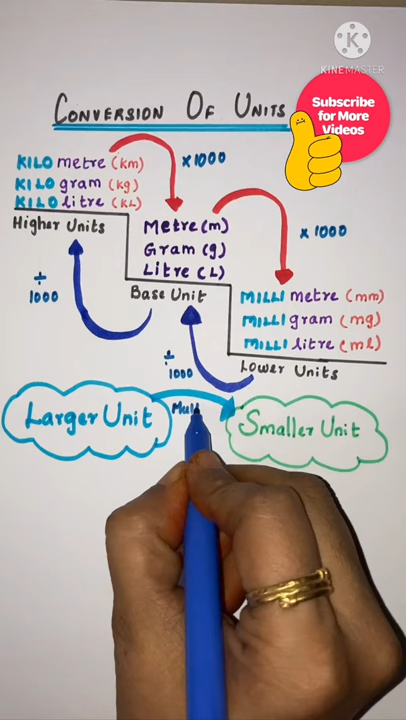 KINEMASTER
Subscribe
for More
Videos
CONVERSION OF UNITS
KILO metre (km)
KILO gram (kg)
KILO litre (KL)
Higher Units
×1000
Metre (m)
Gram (g)
Litre (L)
Base Unit
×1000
÷
1000
MILLI metre (mm)
MILLI gram (mg)
MILLI litre (ml)
Lower Units
÷
1000
Larger Unit
Mul
Smaller Unit